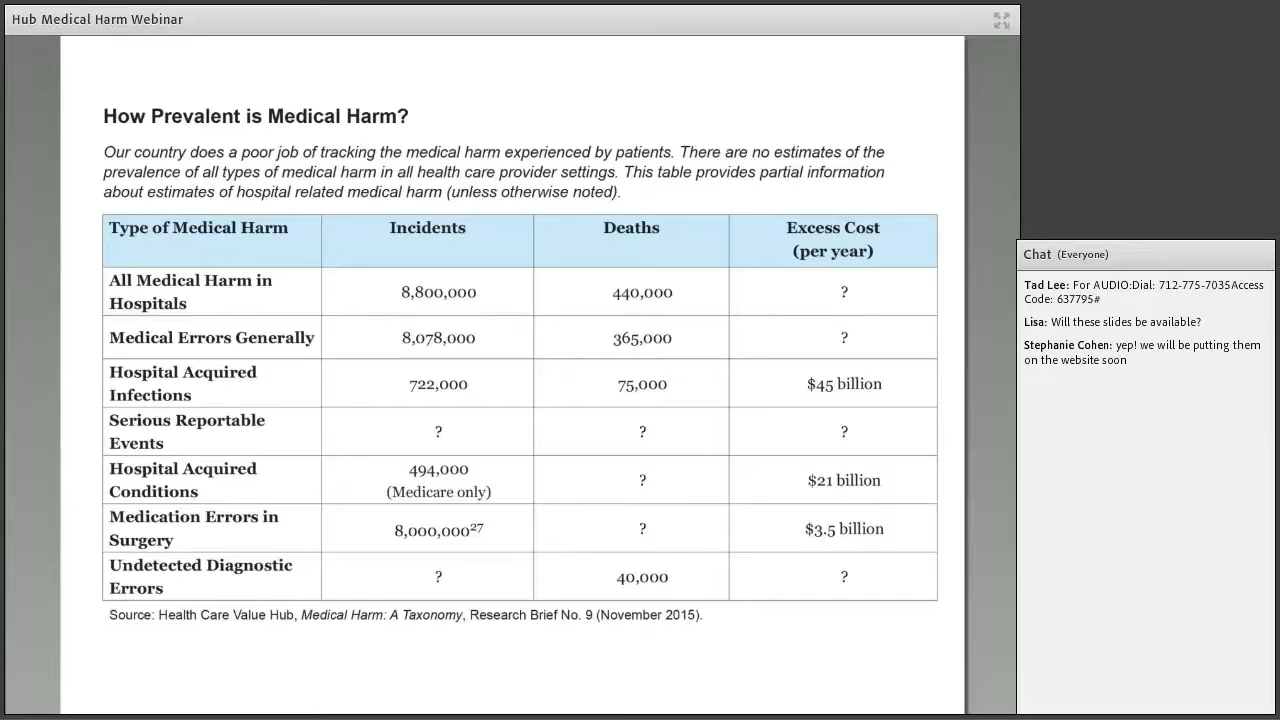 Hub Medical Harm Webinar
How Prevalent is Medical Harm?
Our country does a poor job of tracking the medical harm experienced by patients. There are no estimates of the
prevalence of all types of medical harm in all health care provider settings. This table provides partial information
about estimates of hospital related medical harm (unless otherwise noted).
Type of Medical Harm Incidents Deaths Excess Cost
(per year)
All Medical Harm in
Hospitals 8,800,000 440,000 ?
Medical Errors Generally 8,078,000 365,000 ?
Hospital Acquired
Infections 722,000 75,000 $45 billion
Serious Reportable
Events ? ? ?
Hospital Acquired
Conditions 494,000
(Medicare only) ? $21 billion
Medication Errors in
Surgery 8,000,000²⁷ ? $3.5 billion
Undetected Diagnostic
Errors ? 40,000 ?
Source: Health Care Value Hub, Medical Harm: A Taxonomy, Research Brief No. 9 (November 2015).
Chat (Everyone)
Tad Lee: For AUDIO:Dial: 712-775-7035Access
Code: 637795#
Lisa: Will these slides be available?
Stephanie Cohen: yep! we will be putting them
on the website soon